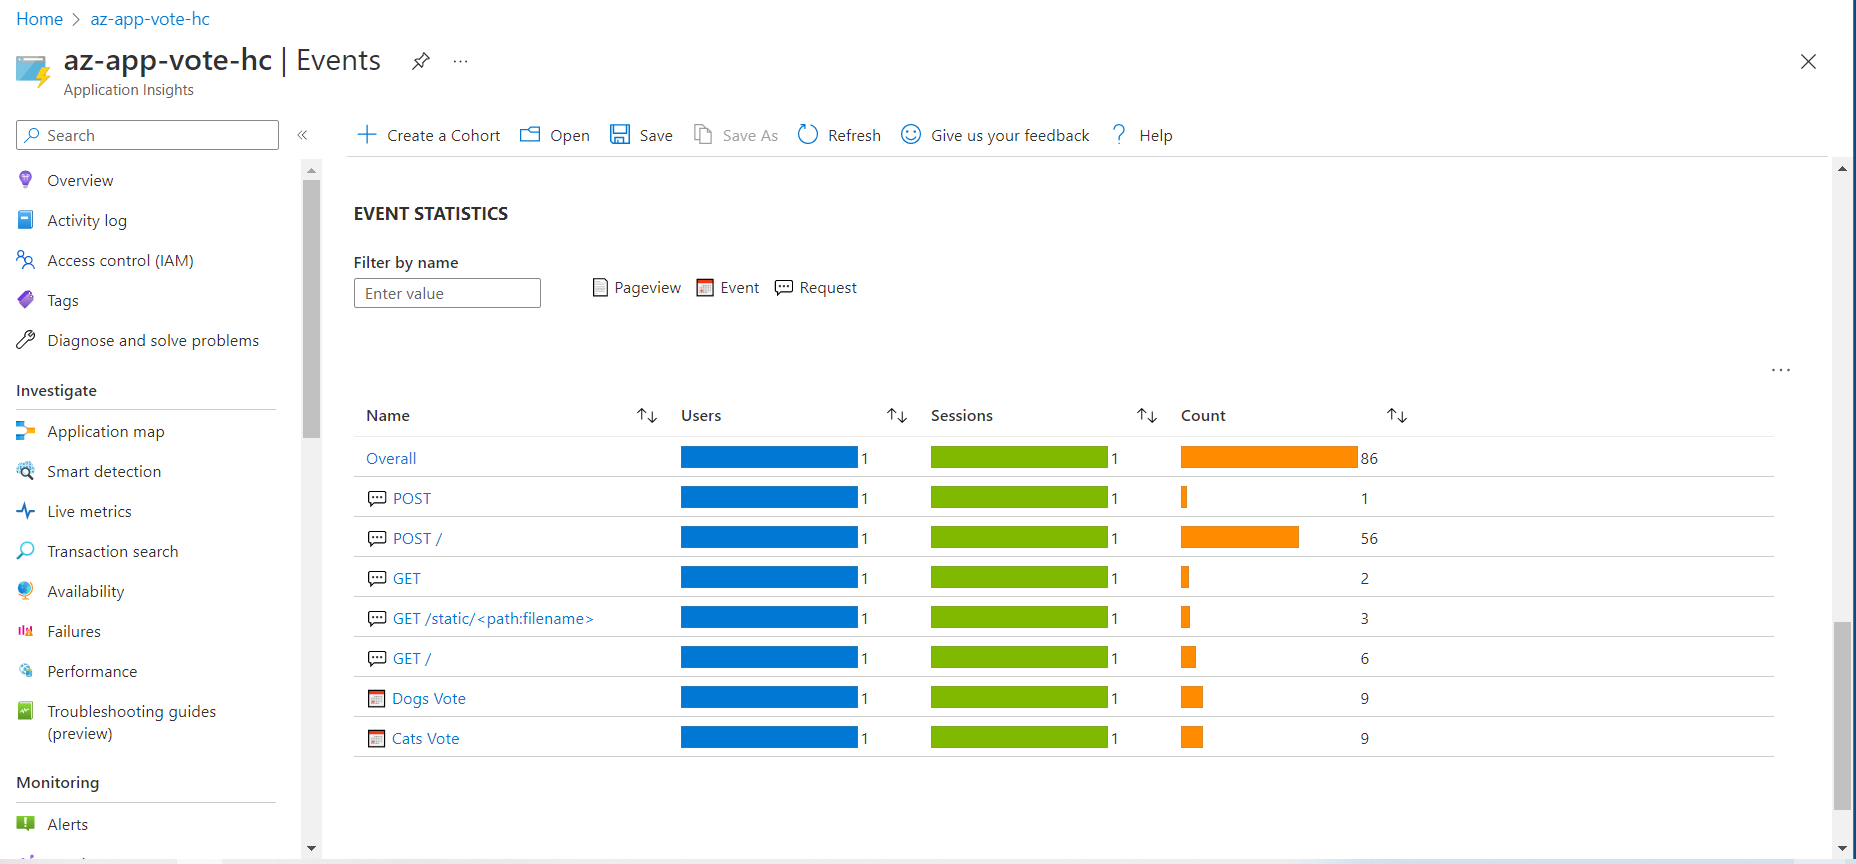 Home > az-app-vote-hc
az-app-vote-hc | Events
Application Insights
Search
Create a Cohort Open Save Save As Refresh Give us your feedback Help
Overview
Activity log
Access control (IAM)
Tags
Diagnose and solve problems
Investigate
Application map
Smart detection
Live metrics
Transaction search
Availability
Failures
Performance
Troubleshooting guides
(preview)
Monitoring
Alerts
EVENT STATISTICS
Filter by name
Enter value
Pageview Event Request
Name Users Sessions Count
Overall 1 1 86
POST 1 1 1
POST / 1 1 56
GET 1 1 2
GET /static/<path:filename> 1 1 3
GET / 1 1 6
Dogs Vote 1 1 9
Cats Vote 1 1 9